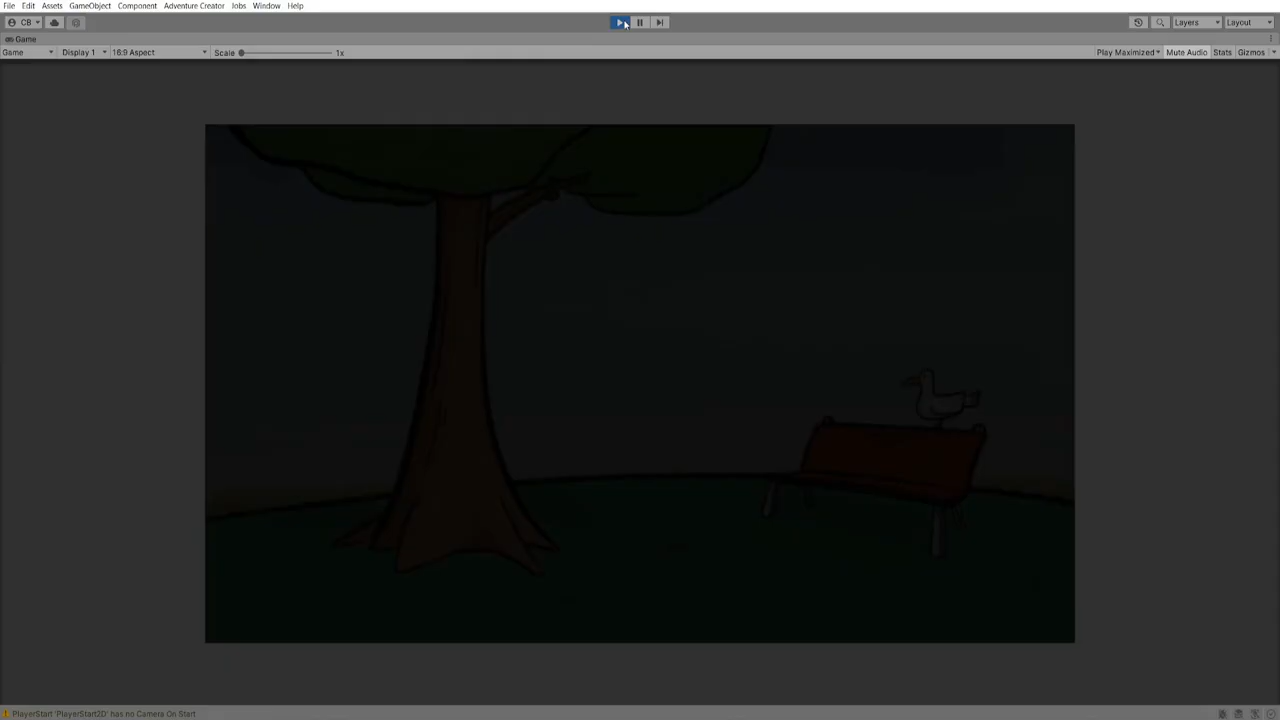 File Edit Assets GameObject Component Adventure Creator Jobs Window Help
CB Layers Layout
Game
Game Display 1 16:9 Aspect Scale 1x Play Maximized Mute Audio Stats Gizmos
PlayerStart 'PlayerStart2D' has no Camera On Start